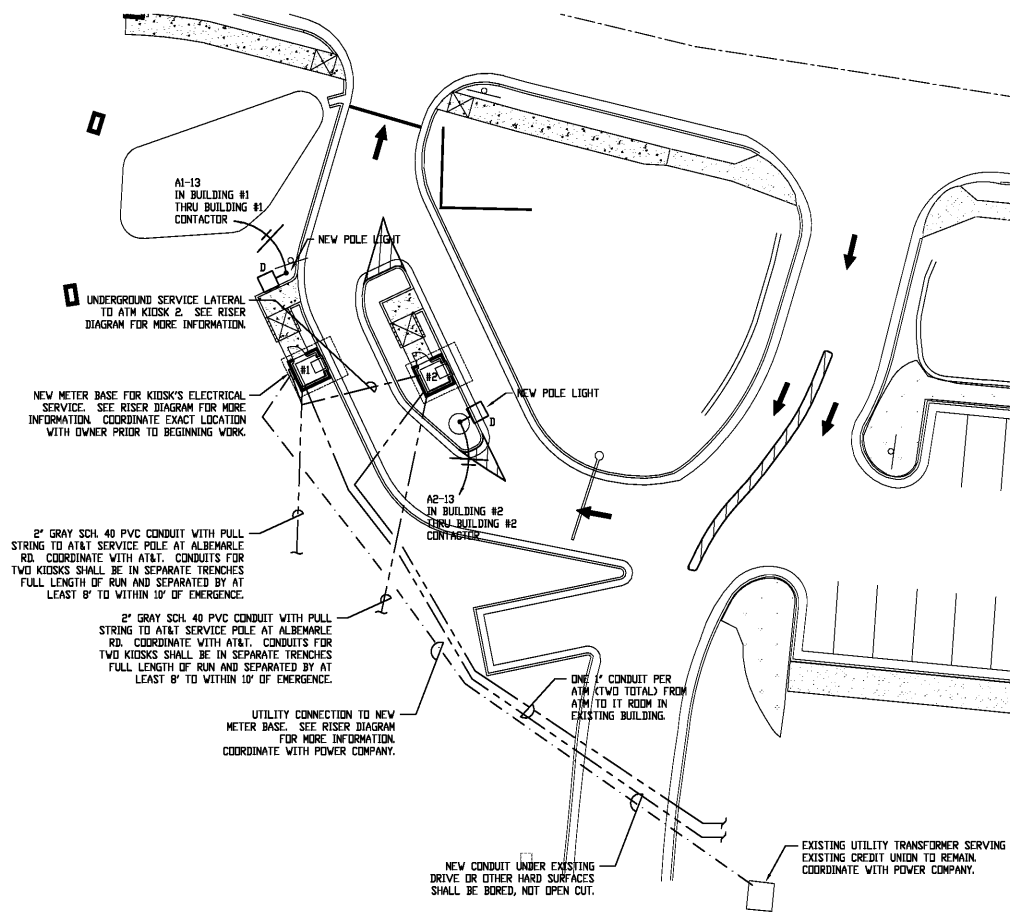 A1-13
IN BUILDING #1
THRU BUILDING #1
CONTACTOR
NEW POLE LIGHT
D
UNDERGROUND SERVICE LATERAL
TO ATM KIOSK 2. SEE RISER
DIAGRAM FOR MORE INFORMATION.
#1
#2
NEW METER BASE FOR KIOSK'S ELECTRICAL
SERVICE. SEE RISER DIAGRAM FOR MORE
INFORMATION. COORDINATE EXACT LOCATION
WITH OWNER PRIOR TO BEGINNING WORK.
NEW POLE LIGHT
D
A2-13
IN BUILDING #2
THRU BUILDING #2
CONTACTOR
2" GRAY SCH. 40 PVC CONDUIT WITH PULL
STRING TO AT&T SERVICE POLE AT ALBEMARLE
RD. COORDINATE WITH AT&T. CONDUITS FOR
TWO KIOSKS SHALL BE IN SEPARATE TRENCHES
FULL LENGTH OF RUN AND SEPARATED BY AT
LEAST 8' TO WITHIN 10' OF EMERGENCE.
2" GRAY SCH. 40 PVC CONDUIT WITH PULL
STRING TO AT&T SERVICE POLE AT ALBEMARLE
RD. COORDINATE WITH AT&T. CONDUITS FOR
TWO KIOSKS SHALL BE IN SEPARATE TRENCHES
FULL LENGTH OF RUN AND SEPARATED BY AT
LEAST 8' TO WITHIN 10' OF EMERGENCE.
ONE 1" CONDUIT PER
ATM (TWO TOTAL) FROM
ATM TO IT ROOM IN
EXISTING BUILDING.
UTILITY CONNECTION TO NEW
METER BASE. SEE RISER DIAGRAM
FOR MORE INFORMATION.
COORDINATE WITH POWER COMPANY.
NEW CONDUIT UNDER EXISTING
DRIVE OR OTHER HARD SURFACES
SHALL BE BORED, NOT OPEN CUT.
EXISTING UTILITY TRANSFORMER SERVING
EXISTING CREDIT UNION TO REMAIN.
COORDINATE WITH POWER COMPANY.